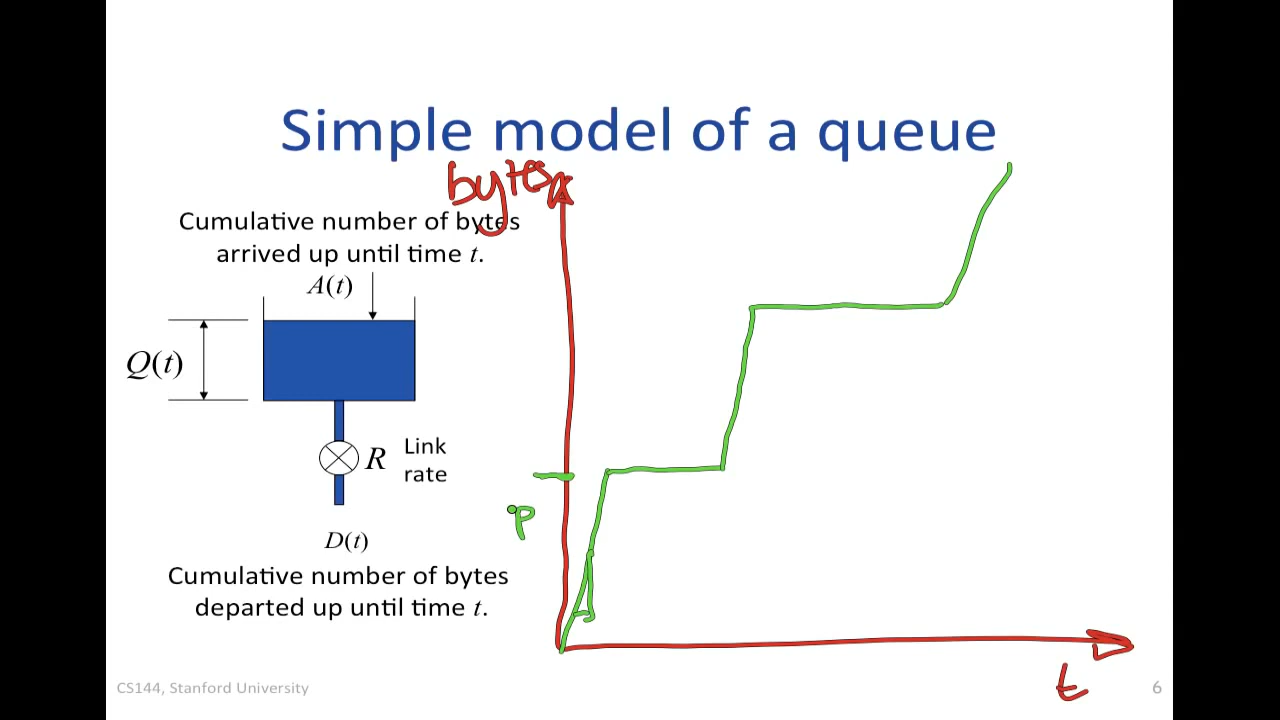 Simple model of a queue
bytes
Cumulative number of bytes
arrived up until time t.
A(t)
Q(t)
R
Link
rate
P
D(t)
Cumulative number of bytes
departed up until time t.
t
CS144, Stanford University
6